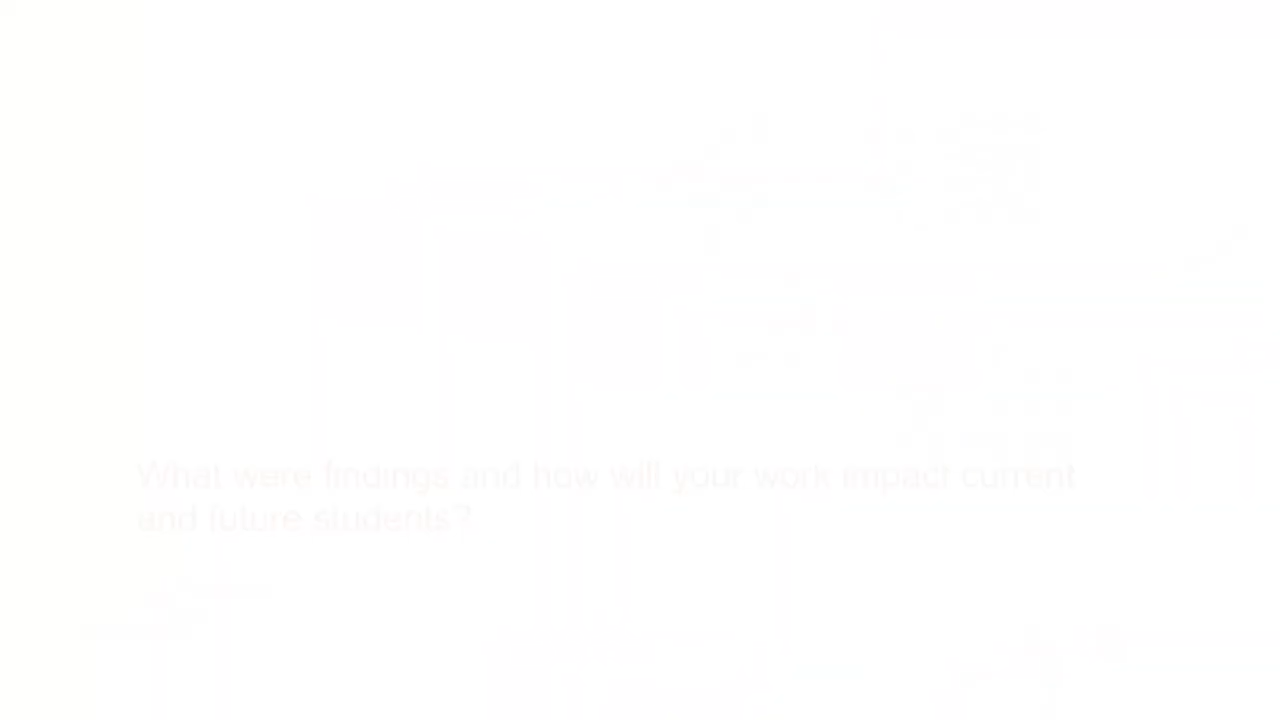 What were findings and how will your work impact current
and future students?